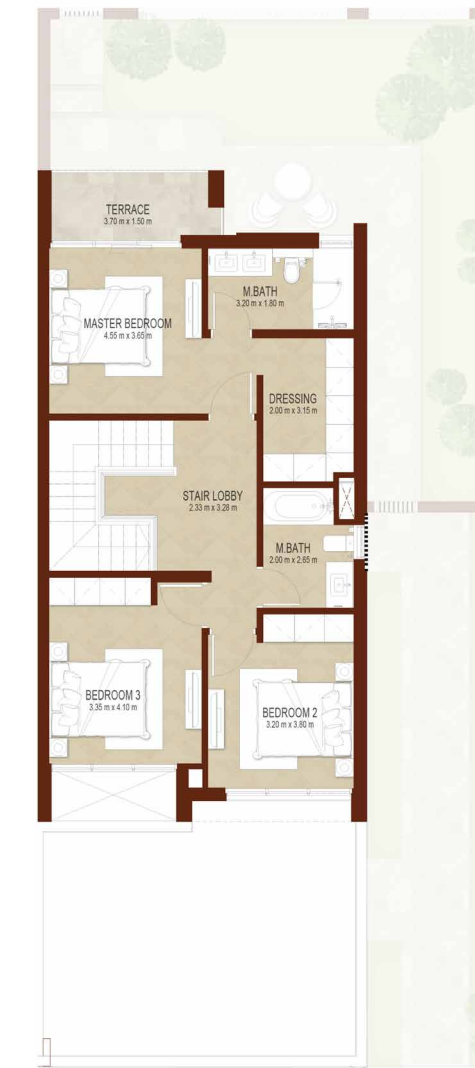 TERRACE
3.70 m x 1.50 m
M.BATH
3.20 m x 1.80 m
MASTER BEDROOM
4.55 m x 3.65 m
DRESSING
2.00 m x 3.15 m
STAIR LOBBY
2.33 m x 3.28 m
M.BATH
2.00 m x 2.65 m
BEDROOM 3
3.35 m x 4.10 m
BEDROOM 2
3.20 m x 3.80 m